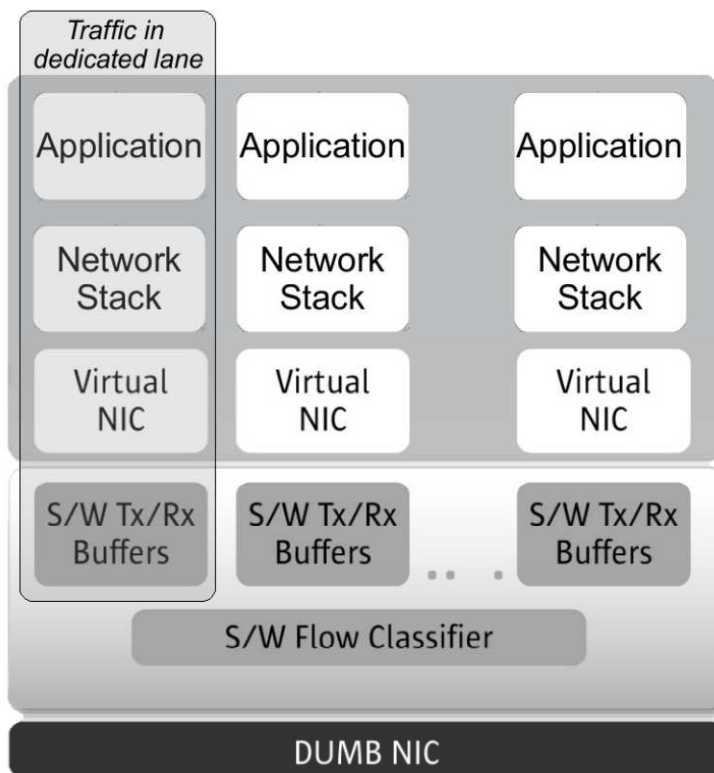 Traffic in
dedicated lane
Application
Application
Application
Network
Stack
Network
Stack
Network
Stack
Virtual
NIC
Virtual
NIC
Virtual
NIC
S/W Tx/Rx
Buffers
S/W Tx/Rx
Buffers
S/W Tx/Rx
Buffers
.. .
S/W Flow Classifier
DUMB NIC